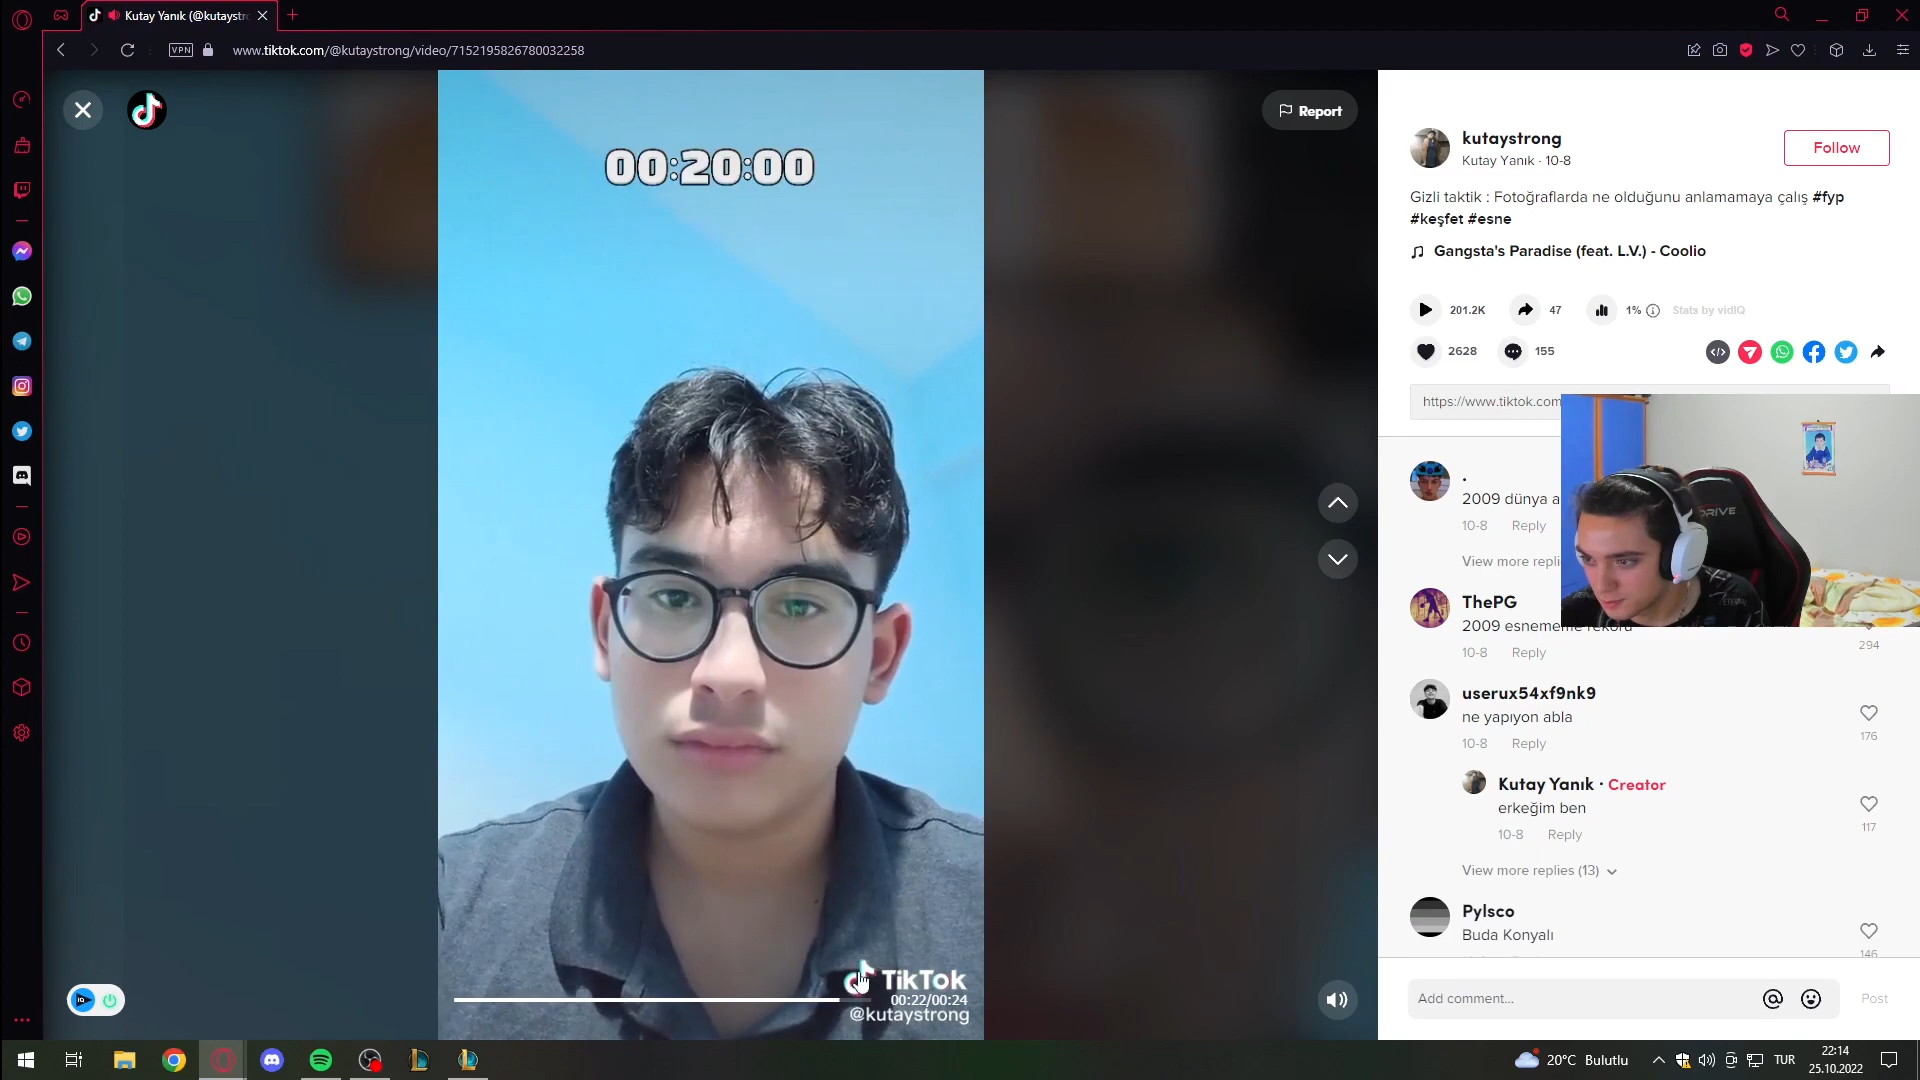 Kutay Yanık (@kutaystr
VPN
www.tiktok.com/@kutaystrong/video/7152195826780032258
Report
00:20:00
TikTok
00:22/00:24
@kutaystrong
kutaystrong
Kutay Yanık · 10-8
Follow
Gizli taktik : Fotoğraflarda ne olduğunu anlamamaya çalış #fyp
#keşfet #esne
Gangsta's Paradise (feat. L.V.) - Coolio
201.2K
47
1%
Stats by vidIQ
2628
155
https://www.tiktok.com
DRIVE
.
2009 dünya a
10-8 Reply
View more repli
ThePG
2009 esnememe rekoru
10-8 Reply
294
userux54xf9nk9
ne yapıyon abla
10-8 Reply
176
Kutay Yanık · Creator
erkeğim ben
10-8 Reply
117
View more replies (13)
Pylsco
Buda Konyalı
146
Add comment...
Post
20°C Bulutlu
TUR
22:14
25.10.2022